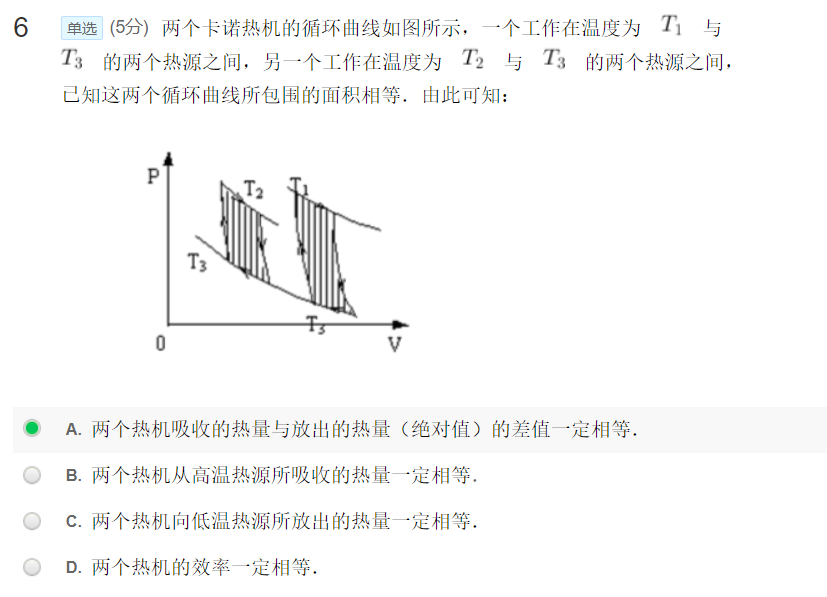 6 单选 (5分) 两个卡诺热机的循环曲线如图所示，一个工作在温度为 T₁ 与
T₃ 的两个热源之间，另一个工作在温度为 T₂ 与 T₃ 的两个热源之间，
已知这两个循环曲线所包围的面积相等．由此可知：
P
T₂ T₁
T₃
T₃
0 V
A. 两个热机吸收的热量与放出的热量（绝对值）的差值一定相等．
B. 两个热机从高温热源所吸收的热量一定相等．
C. 两个热机向低温热源所放出的热量一定相等．
D. 两个热机的效率一定相等．